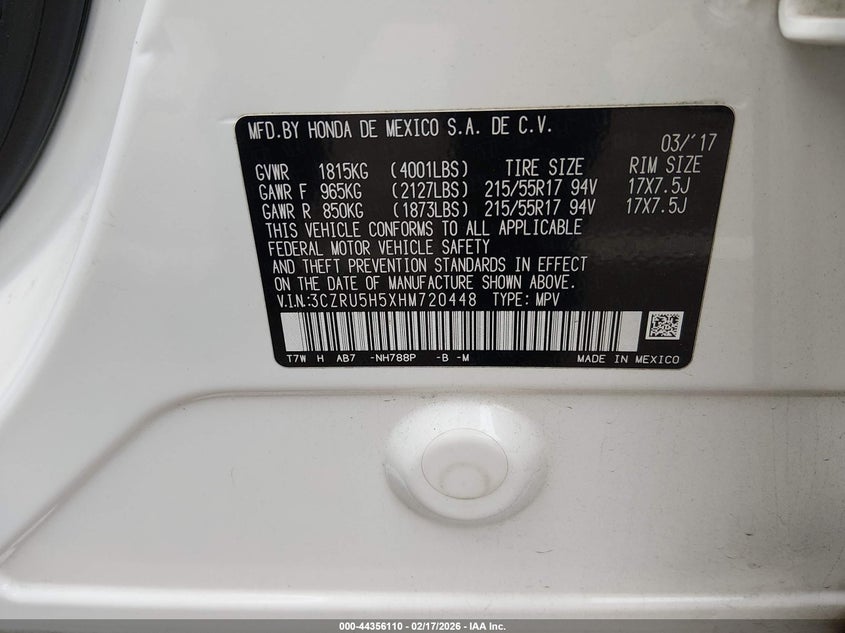 MFD.BY HONDA DE MEXICO S.A. DE C.V.
03/'17
GVWR 1815KG (4001LBS) TIRE SIZE RIM SIZE
GAWR F 965KG (2127LBS) 215/55R17 94V 17X7.5J
GAWR R 850KG (1873LBS) 215/55R17 94V 17X7.5J
THIS VEHICLE CONFORMS TO ALL APPLICABLE
FEDERAL MOTOR VEHICLE SAFETY
AND THEFT PREVENTION STANDARDS IN EFFECT
ON THE DATE OF MANUFACTURE SHOWN ABOVE.
V.I.N.:3CZRU5H5XHM720448 TYPE: MPV
T7W H AB7 -NH788P -B -M MADE IN MEXICO
000-44356110 - 02/17/2026 - IAA Inc.